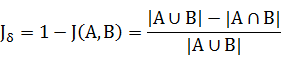 J_δ = 1 − J(A, B) = (|A ∪ B| − |A ∩ B|) / |A ∪ B|